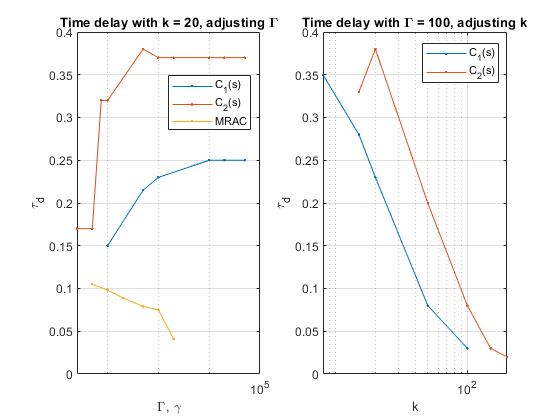 Time delay with k = 20, adjusting Γ
0.4
0.35
0.3
0.25
0.2
0.15
0.1
0.05
0
τd
C1(s)
C2(s)
MRAC
10^5
Γ, γ
Time delay with Γ = 100, adjusting k
0.4
0.35
0.3
0.25
0.2
0.15
0.1
0.05
0
τd
C1(s)
C2(s)
10^2
k